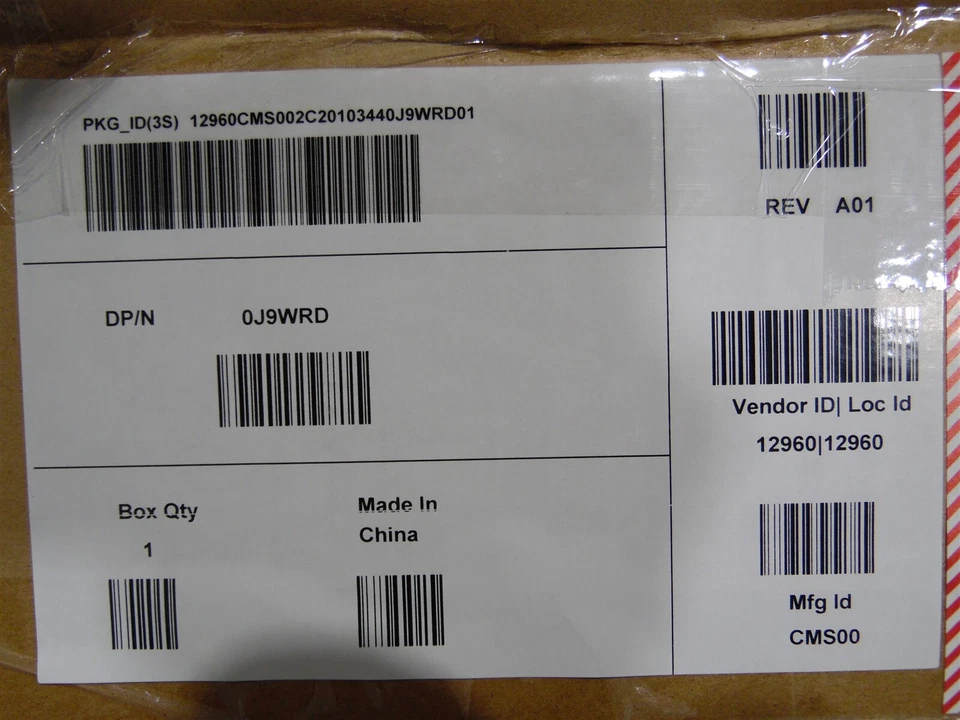 PKG_ID(3S) 12960CMS002C20103440J9WRD01
REV A01
DP/N 0J9WRD
Vendor ID| Loc Id
12960|12960
Box Qty
1
Made In
China
Mfg Id
CMS00